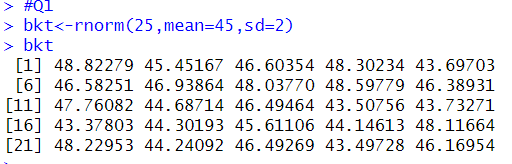 > #Q1
> bkt<-rnorm(25,mean=45,sd=2)
> bkt
[1] 48.82279 45.45167 46.60354 48.30234 43.69703
[6] 46.58251 46.93864 48.03770 48.59779 46.38931
[11] 47.76082 44.68714 46.49464 43.50756 43.73271
[16] 43.37803 44.30193 45.61106 44.14613 48.11664
[21] 48.22953 44.24092 46.49269 43.49728 46.16954